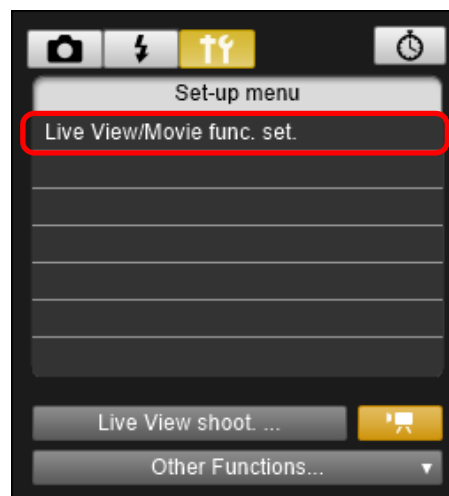 Set-up menu
Live View/Movie func. set.
Live View shoot. ...
Other Functions...